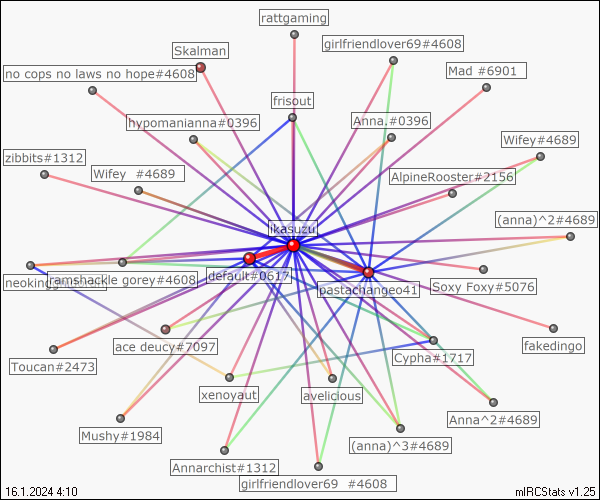 rattgaming
girlfriendlover69#4608
Skalman
Mad #6901
no cops no laws no hope#4608
frisout
hypomanianna#0396
Anna.#0396
Wifey#4689
zibbits#1312
Wifey #4689
AlpineRooster#2156
(anna)^2#4689
ikasuzu
default#0617
ramshackle gorey#4608
pastachangeo41
Soxy Foxy#5076
fakedingo
ace deucy#7097
Cypha#1717
Toucan#2473
xenoyaut
avelicious
Anna^2#4689
Mushy#1984
(anna)^3#4689
Annarchist#1312
girlfriendlover69 #4608
16.1.2024 4:10
mIRCStats v1.25